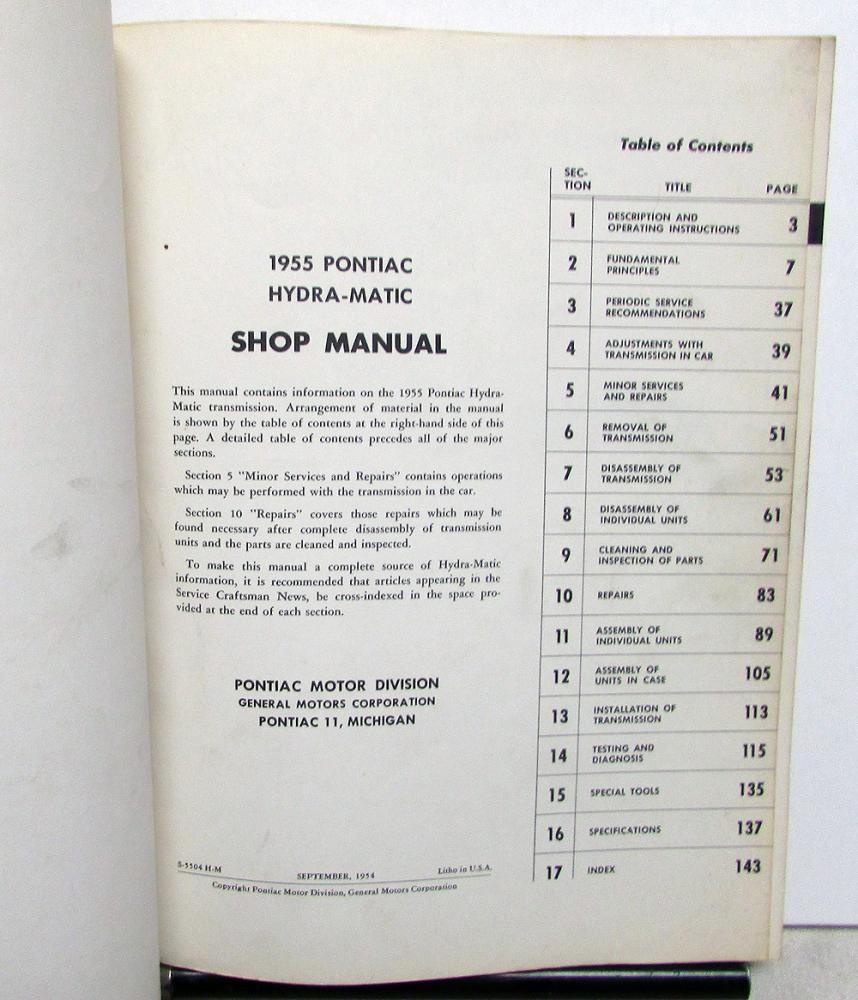 1955 PONTIAC
HYDRA-MATIC
SHOP MANUAL
This manual contains information on the 1955 Pontiac Hydra-
Matic transmission. Arrangement of material in the manual
is shown by the table of contents at the right-hand side of this
page. A detailed table of contents precedes all of the major
sections.
Section 5 "Minor Services and Repairs" contains operations
which may be performed with the transmission in the car.
Section 10 "Repairs" covers those repairs which may be
found necessary after complete disassembly of transmission
units and the parts are cleaned and inspected.
To make this manual a complete source of Hydra-Matic
information, it is recommended that articles appearing in the
Service Craftsman News, be cross-indexed in the space pro-
vided at the end of each section.
PONTIAC MOTOR DIVISION
GENERAL MOTORS CORPORATION
PONTIAC 11, MICHIGAN
S-5504 H-M SEPTEMBER, 1954 Litho in U.S.A.
Copyright Pontiac Motor Division, General Motors Corporation
Table of Contents
SEC-
TION TITLE PAGE
1 DESCRIPTION AND
OPERATING INSTRUCTIONS 3
2 FUNDAMENTAL
PRINCIPLES 7
3 PERIODIC SERVICE
RECOMMENDATIONS 37
4 ADJUSTMENTS WITH
TRANSMISSION IN CAR 39
5 MINOR SERVICES
AND REPAIRS 41
6 REMOVAL OF
TRANSMISSION 51
7 DISASSEMBLY OF
TRANSMISSION 53
8 DISASSEMBLY OF
INDIVIDUAL UNITS 61
9 CLEANING AND
INSPECTION OF PARTS 71
10 REPAIRS 83
11 ASSEMBLY OF
INDIVIDUAL UNITS 89
12 ASSEMBLY OF
UNITS IN CASE 105
13 INSTALLATION OF
TRANSMISSION 113
14 TESTING AND
DIAGNOSIS 115
15 SPECIAL TOOLS 135
16 SPECIFICATIONS 137
17 INDEX 143